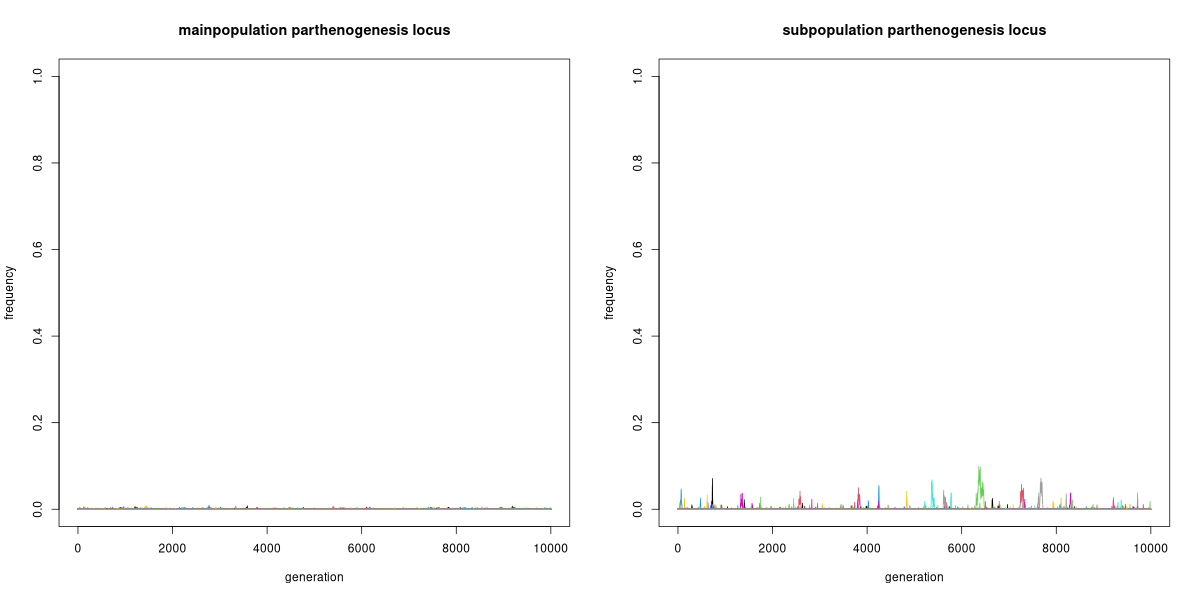 mainpopulation parthenogenesis locus
frequency
1.0
0.8
0.6
0.4
0.2
0.0
0 2000 4000 6000 8000 10000
generation
subpopulation parthenogenesis locus
frequency
1.0
0.8
0.6
0.4
0.2
0.0
0 2000 4000 6000 8000 10000
generation